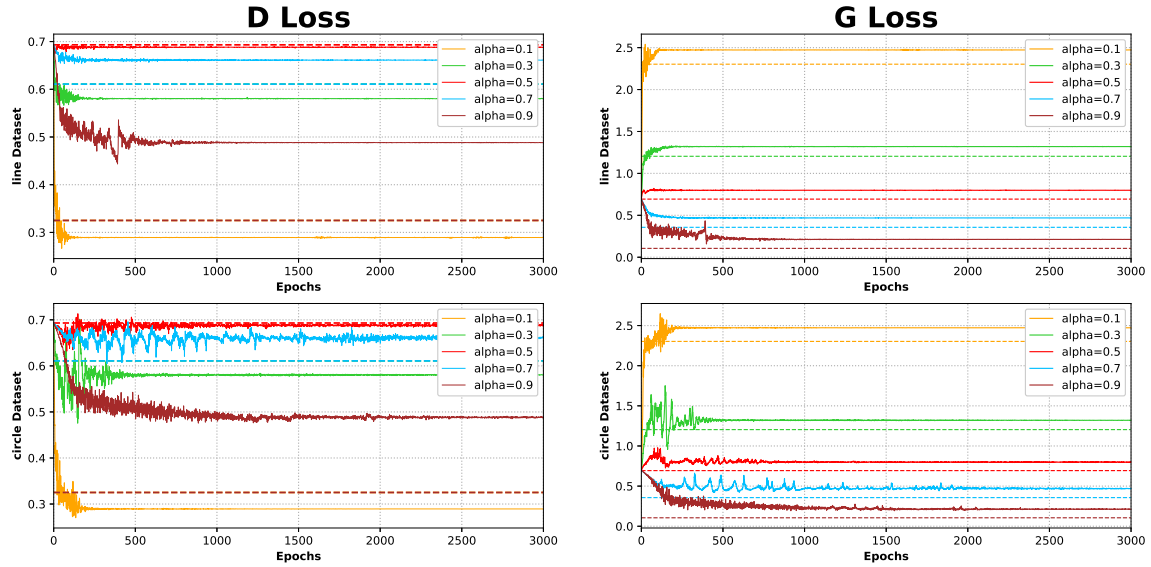 D Loss
G Loss
line Dataset
0.7
0.6
0.5
0.4
0.3
0
500
1000
1500
2000
2500
3000
Epochs
alpha=0.1
alpha=0.3
alpha=0.5
alpha=0.7
alpha=0.9
line Dataset
2.5
2.0
1.5
1.0
0.5
0.0
0
500
1000
1500
2000
2500
3000
Epochs
alpha=0.1
alpha=0.3
alpha=0.5
alpha=0.7
alpha=0.9
circle Dataset
0.7
0.6
0.5
0.4
0.3
0
500
1000
1500
2000
2500
3000
Epochs
alpha=0.1
alpha=0.3
alpha=0.5
alpha=0.7
alpha=0.9
circle Dataset
2.5
2.0
1.5
1.0
0.5
0.0
0
500
1000
1500
2000
2500
3000
Epochs
alpha=0.1
alpha=0.3
alpha=0.5
alpha=0.7
alpha=0.9